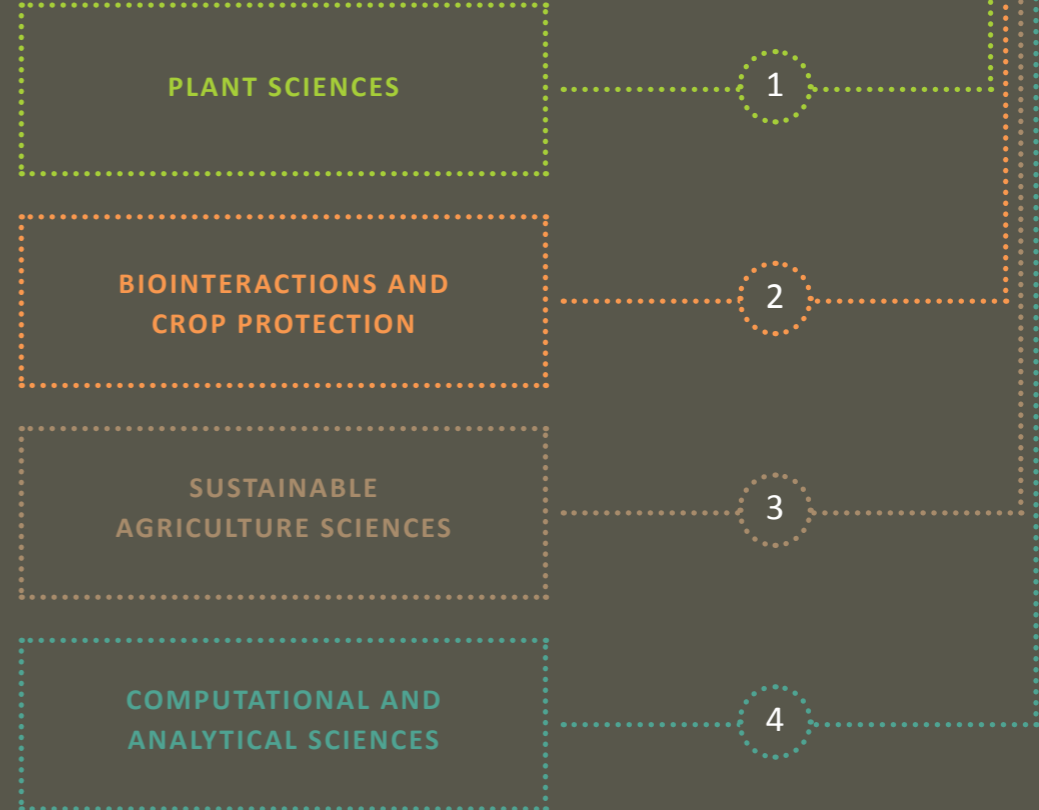 PLANT SCIENCES
1
BIOINTERACTIONS AND
CROP PROTECTION
2
SUSTAINABLE
AGRICULTURE SCIENCES
3
COMPUTATIONAL AND
ANALYTICAL SCIENCES
4